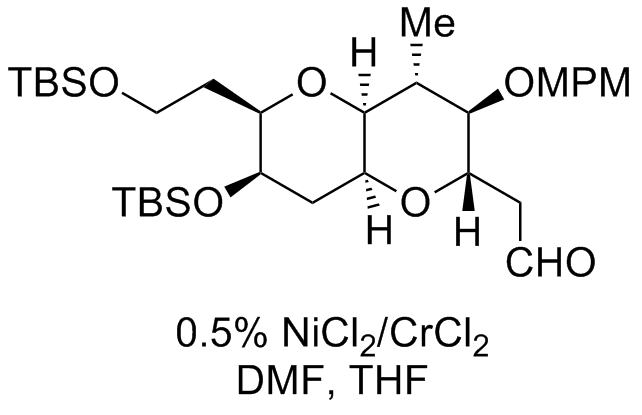 Me
H
TBSO
O
OMPM
TBSO
O
H
H
CHO
0.5% NiCl₂/CrCl₂
DMF, THF